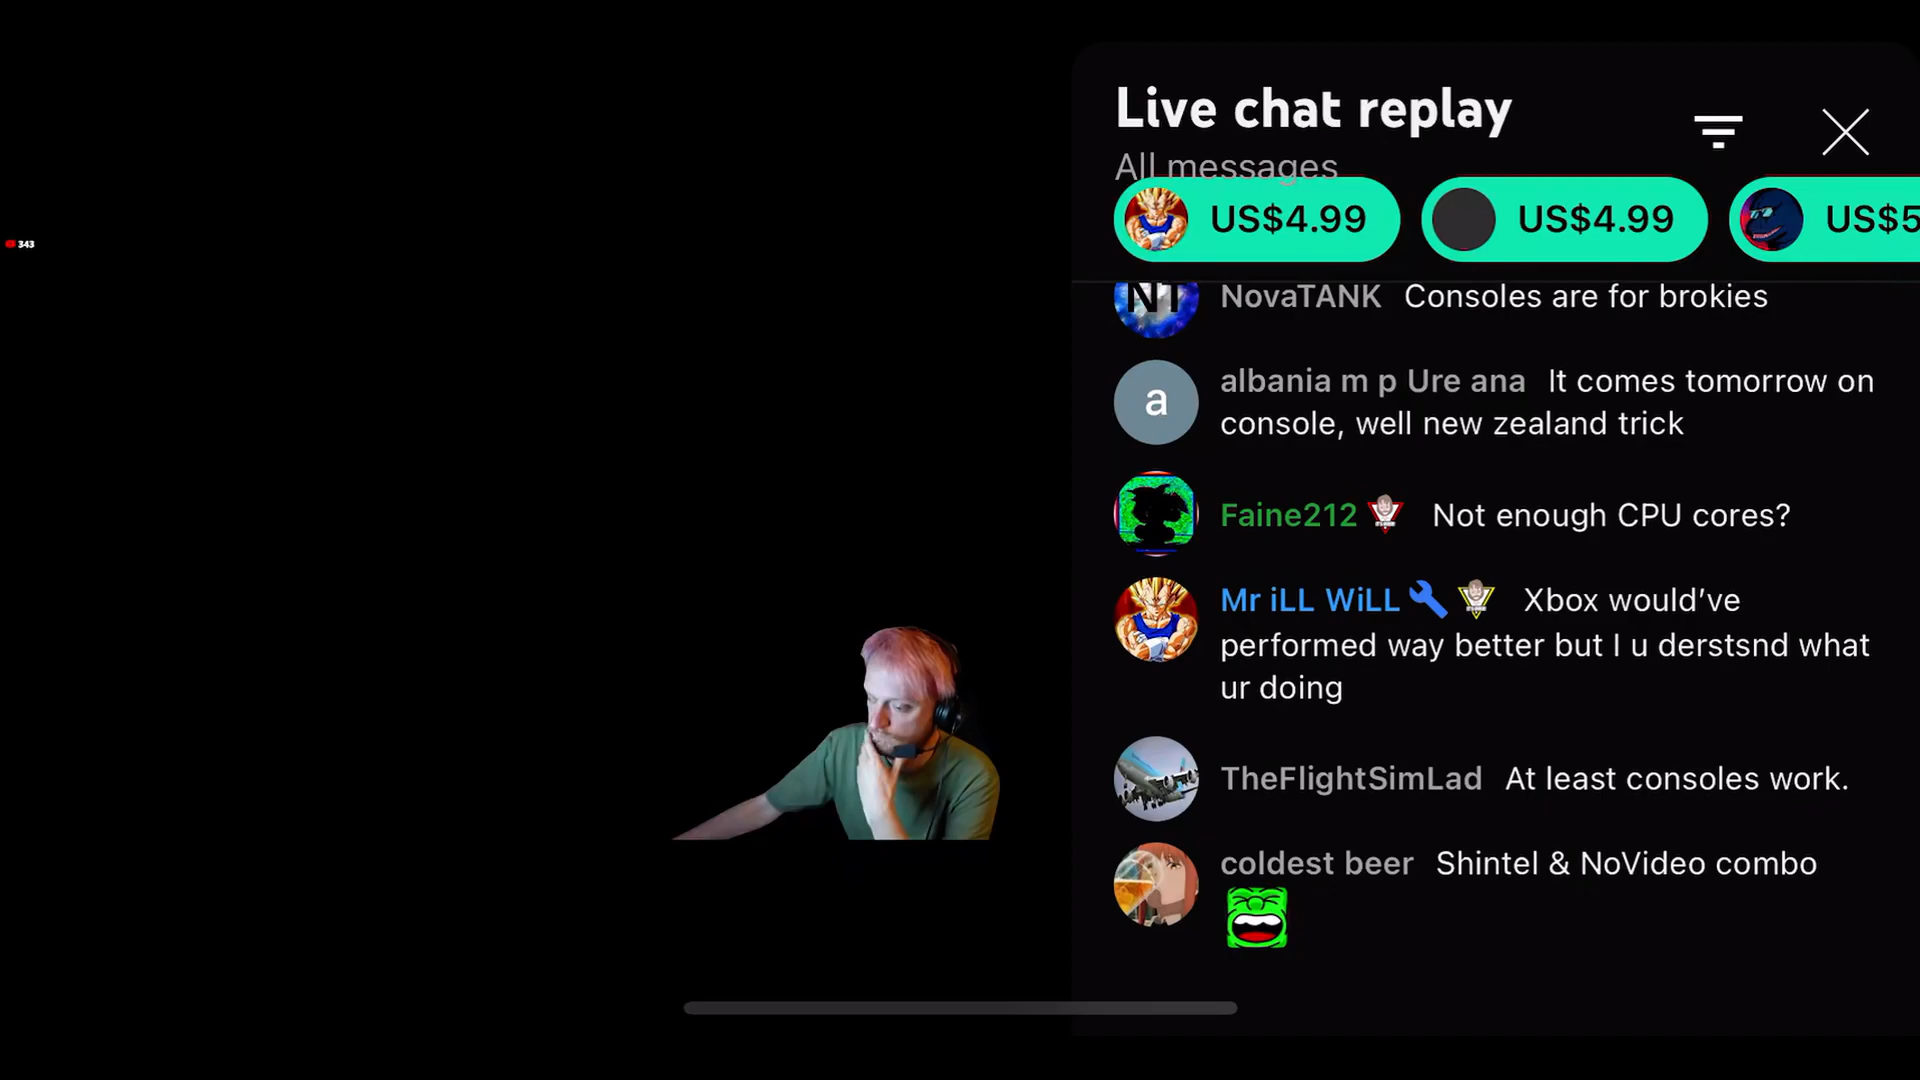 Live chat replay
All messages
US$4.99
US$4.99
US$5
343
NT
NovaTANK Consoles are for brokies
a
albania m p Ure ana It comes tomorrow on
console, well new zealand trick
Faine212 Not enough CPU cores?
Mr iLL WiLL Xbox would’ve
performed way better but I u derstsnd what
ur doing
TheFlightSimLad At least consoles work.
coldest beer Shintel & NoVideo combo